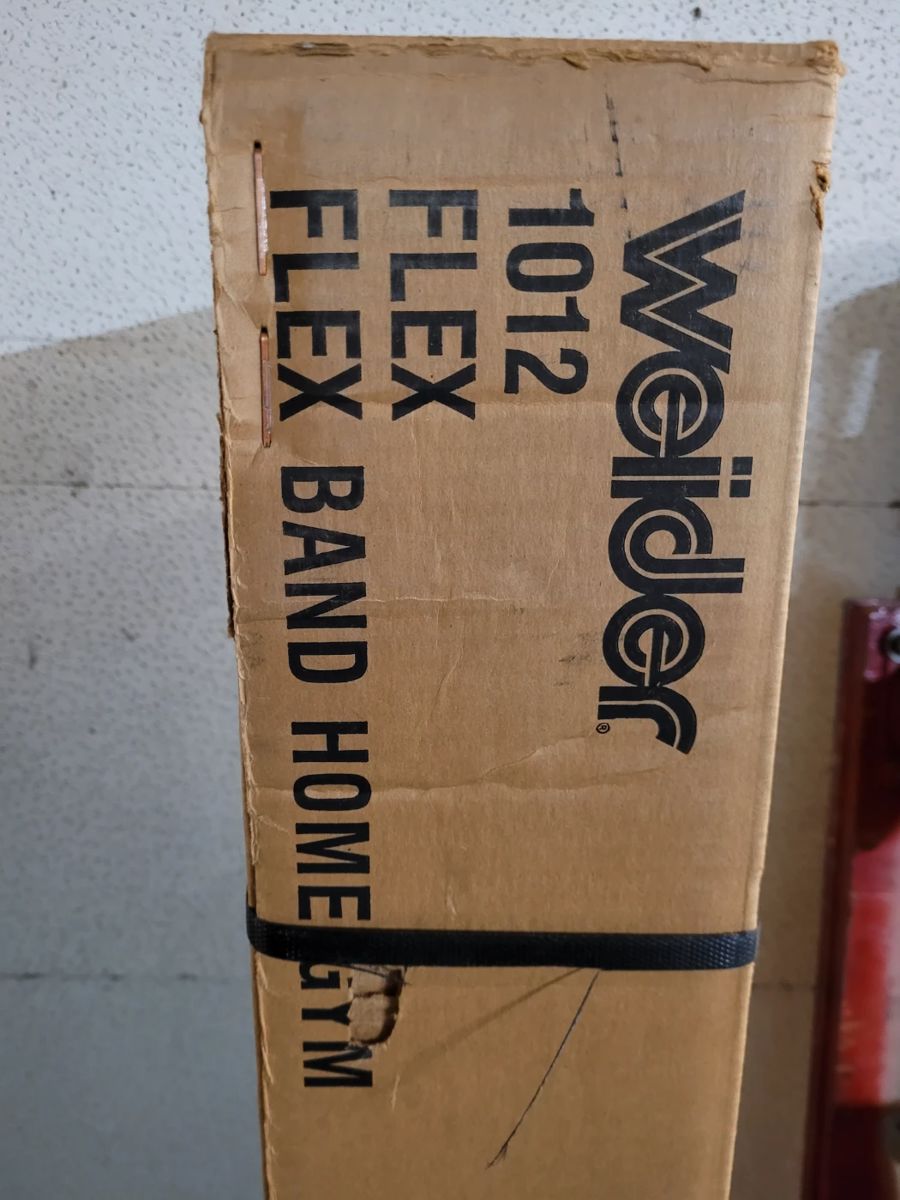 Weider®
1012
FLEX
FLEX BAND HOME GYM